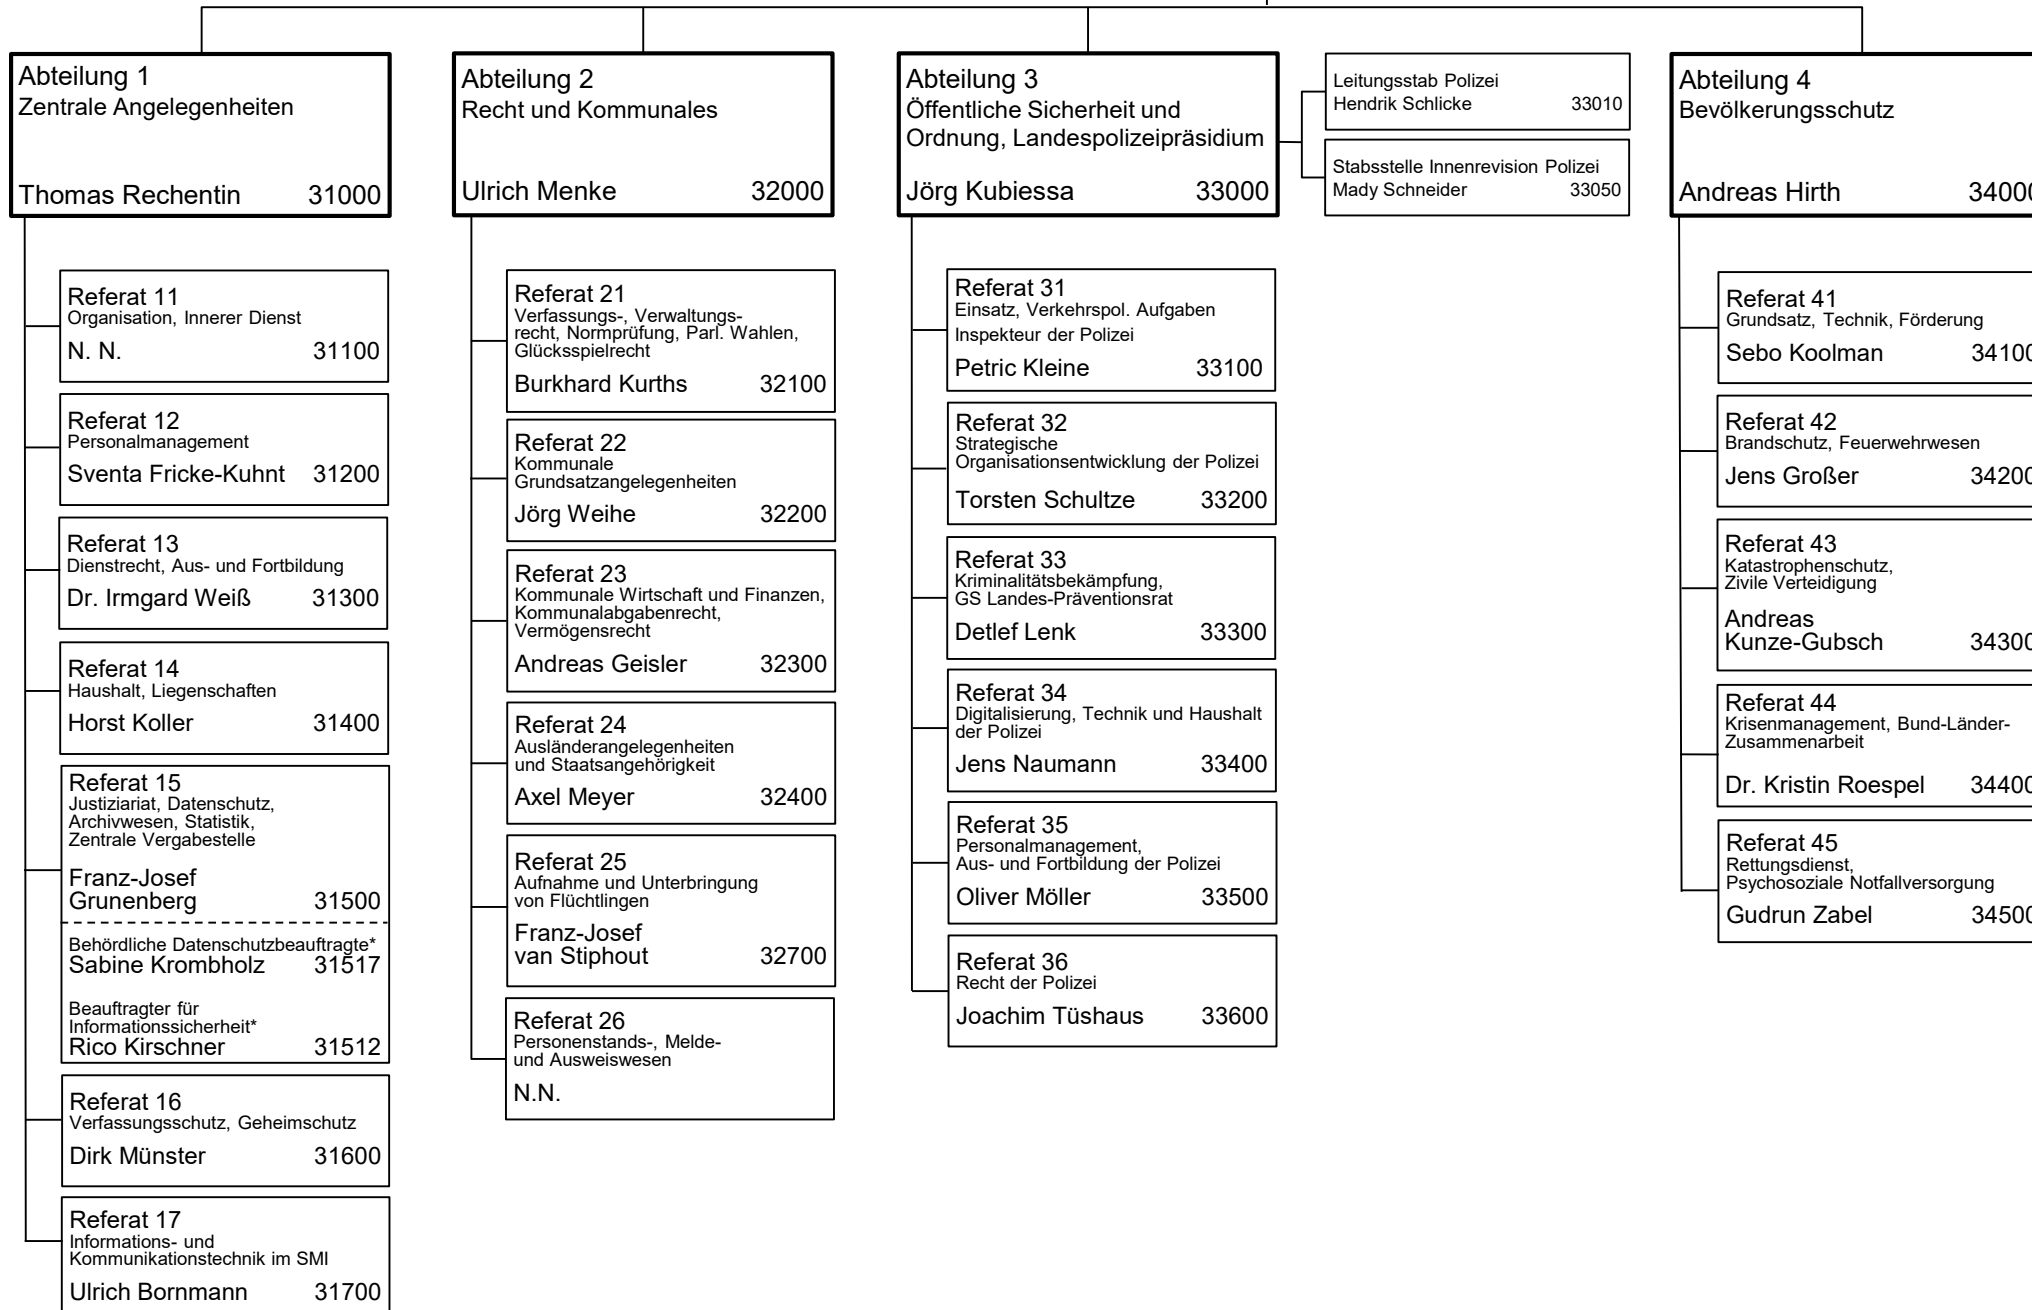 Abteilung 1
Zentrale Angelegenheiten
Thomas Rechentin 31000
Referat 11
Organisation, Innerer Dienst
N. N. 31100
Referat 12
Personalmanagement
Sventa Fricke-Kuhnt 31200
Referat 13
Dienstrecht, Aus- und Fortbildung
Dr. Irmgard Weiß 31300
Referat 14
Haushalt, Liegenschaften
Horst Koller 31400
Referat 15
Justiziariat, Datenschutz,
Archivwesen, Statistik,
Zentrale Vergabestelle
Franz-Josef
Grunenberg 31500
Behördliche Datenschutzbeauftragte*
Sabine Krombholz 31517
Beauftragter für
Informationssicherheit*
Rico Kirschner 31512
Referat 16
Verfassungsschutz, Geheimschutz
Dirk Münster 31600
Referat 17
Informations- und
Kommunikationstechnik im SMI
Ulrich Bornmann 31700
Abteilung 2
Recht und Kommunales
Ulrich Menke 32000
Referat 21
Verfassungs-, Verwaltungs-
recht, Normprüfung, Parl. Wahlen,
Glücksspielrecht
Burkhard Kurths 32100
Referat 22
Kommunale
Grundsatzangelegenheiten
Jörg Weihe 32200
Referat 23
Kommunale Wirtschaft und Finanzen,
Kommunalabgabenrecht,
Vermögensrecht
Andreas Geisler 32300
Referat 24
Ausländerangelegenheiten
und Staatsangehörigkeit
Axel Meyer 32400
Referat 25
Aufnahme und Unterbringung
von Flüchtlingen
Franz-Josef
van Stiphout 32700
Referat 26
Personenstands-, Melde-
und Ausweiswesen
N.N.
Abteilung 3
Öffentliche Sicherheit und
Ordnung, Landespolizeipräsidium
Jörg Kubiessa 33000
Leitungsstab Polizei
Hendrik Schlicke 33010
Stabsstelle Innenrevision Polizei
Mady Schneider 33050
Referat 31
Einsatz, Verkehrspol. Aufgaben
Inspekteur der Polizei
Petric Kleine 33100
Referat 32
Strategische
Organisationsentwicklung der Polizei
Torsten Schultze 33200
Referat 33
Kriminalitätsbekämpfung,
GS Landes-Präventionsrat
Detlef Lenk 33300
Referat 34
Digitalisierung, Technik und Haushalt
der Polizei
Jens Naumann 33400
Referat 35
Personalmanagement,
Aus- und Fortbildung der Polizei
Oliver Möller 33500
Referat 36
Recht der Polizei
Joachim Tüshaus 33600
Abteilung 4
Bevölkerungsschutz
Andreas Hirth 34000
Referat 41
Grundsatz, Technik, Förderung
Sebo Koolman 34100
Referat 42
Brandschutz, Feuerwehrwesen
Jens Großer 34200
Referat 43
Katastrophenschutz,
Zivile Verteidigung
Andreas
Kunze-Gubsch 34300
Referat 44
Krisenmanagement, Bund-Länder-
Zusammenarbeit
Dr. Kristin Roespel 34400
Referat 45
Rettungsdienst,
Psychosoziale Notfallversorgung
Gudrun Zabel 34500